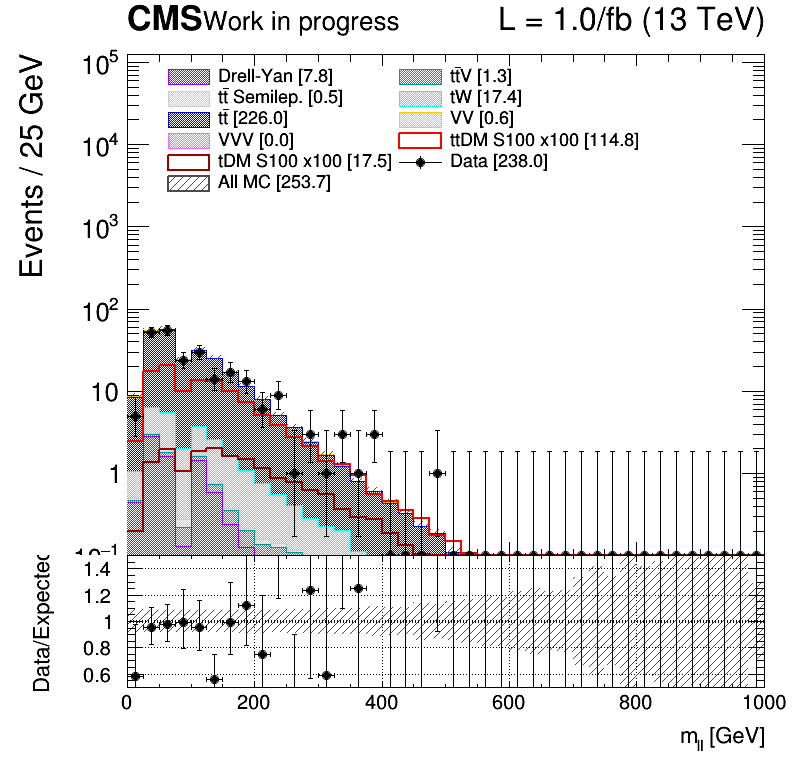 CMS Work in progress L = 1.0/fb (13 TeV)
Events / 25 GeV
10⁵
10⁴
10³
10²
10
1
10⁻¹
Drell-Yan [7.8]
tt̄V [1.3]
tt̄ Semilep. [0.5]
tW [17.4]
tt̄ [226.0]
VV [0.6]
VVV [0.0]
ttDM S100 x100 [114.8]
tDM S100 x100 [17.5]
Data [238.0]
All MC [253.7]
Data/Expected
1.4
1.2
1
0.8
0.6
0 200 400 600 800 1000
m_ll [GeV]